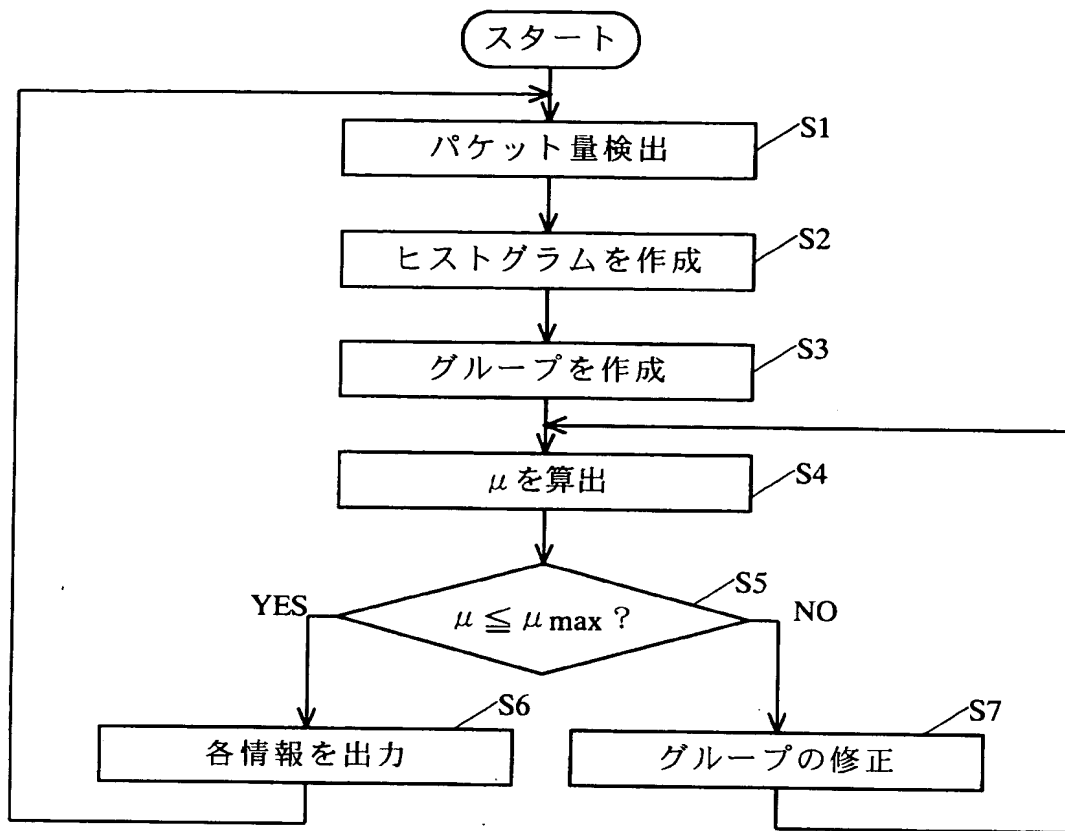 スタート
パケット量検出
S1
ヒストグラムを作成
S2
グループを作成
S3
μを算出
S4
μ≦μmax?
S5
YES
NO
各情報を出力
S6
グループの修正
S7